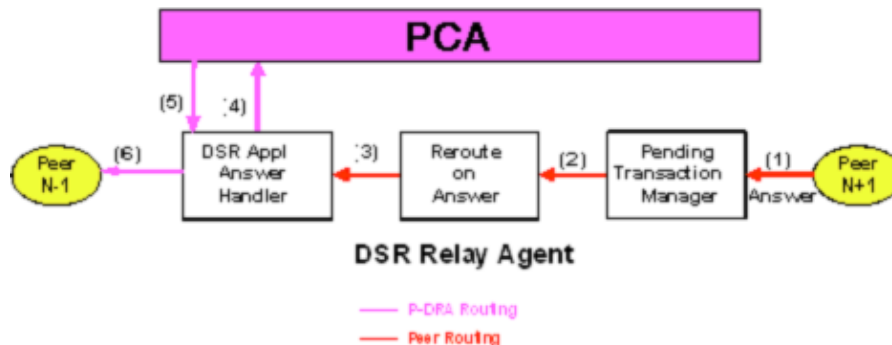 PCA
(5)
(4)
Peer
N-1
(6)
DSR Appl
Answer
Handler
(3)
Reroute
on
Answer
(2)
Pending
Transaction
Manager
(1)
Answer
Peer
N+1
DSR Relay Agent
P-DRA Routing
Peer Routing